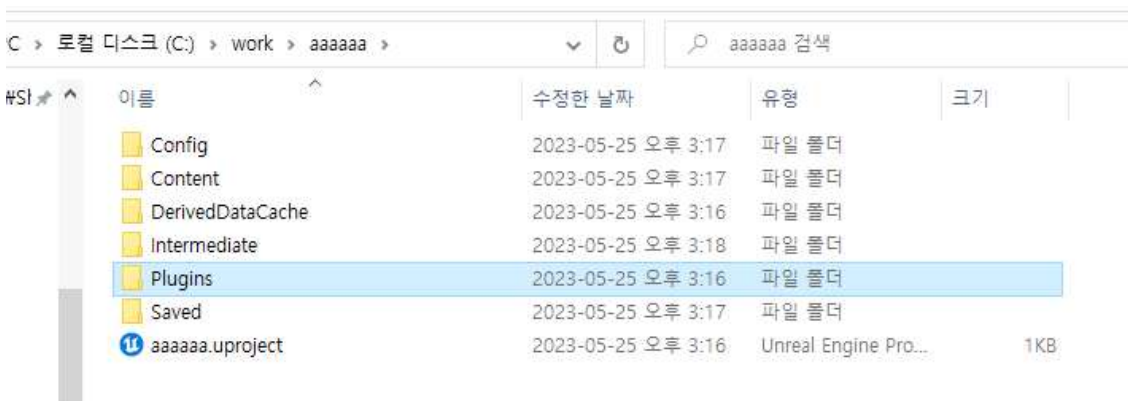 C > 로컬 디스크 (C:) > work > aaaaaa > aaaaaa 검색
이름 수정한 날짜 유형 크기
Config 2023-05-25 오후 3:17 파일 폴더
Content 2023-05-25 오후 3:17 파일 폴더
DerivedDataCache 2023-05-25 오후 3:16 파일 폴더
Intermediate 2023-05-25 오후 3:18 파일 폴더
Plugins 2023-05-25 오후 3:16 파일 폴더
Saved 2023-05-25 오후 3:17 파일 폴더
aaaaaa.uproject 2023-05-25 오후 3:16 Unreal Engine Pro... 1KB